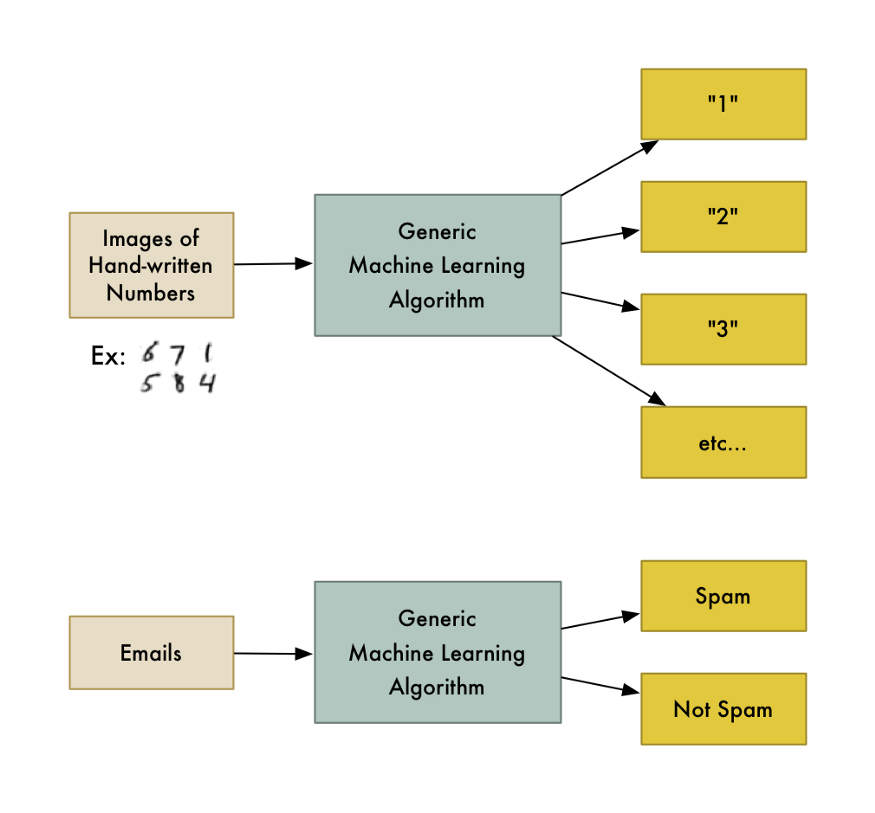 "1"
"2"
Images of
Hand-written
Numbers
Generic
Machine Learning
Algorithm
"3"
Ex: 6 7 1
5 8 4
etc...
Emails
Generic
Machine Learning
Algorithm
Spam
Not Spam